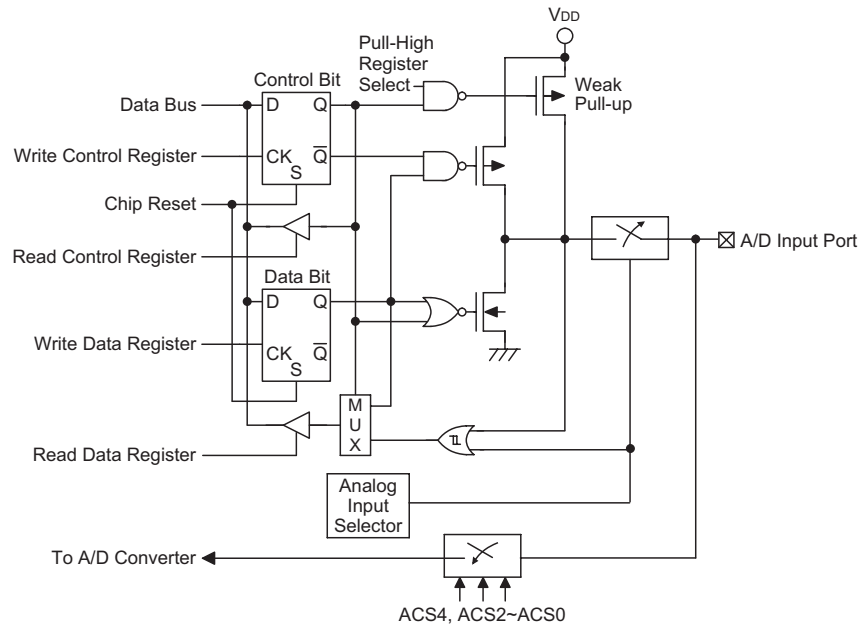 VDD
Pull-High
Register
Select
Control Bit
Weak
Pull-up
Data Bus
D
Q
Write Control Register
CK
Q
S
Chip Reset
Read Control Register
A/D Input Port
Data Bit
D
Q
Write Data Register
CK
Q
S
M
U
X
Read Data Register
Analog
Input
Selector
To A/D Converter
ACS4, ACS2~ACS0